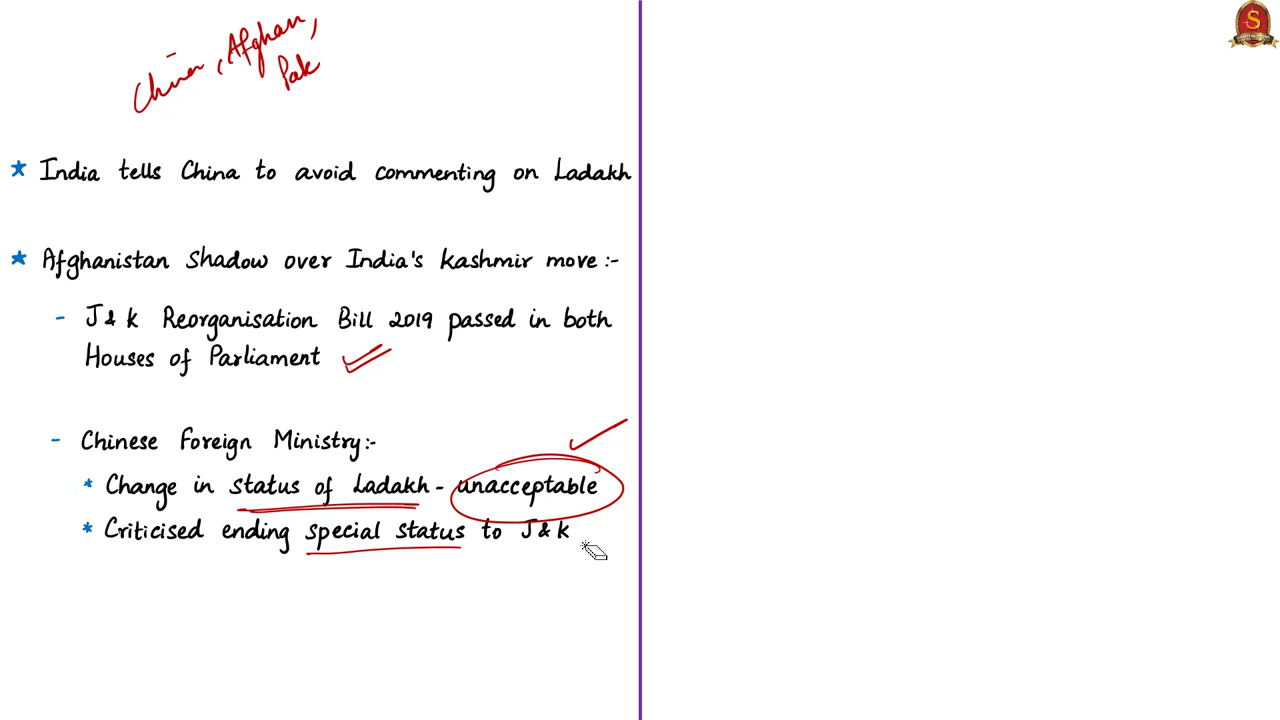 China, Afghan,
Pak
* India tells China to avoid commenting on Ladakh
* Afghanistan Shadow over India's kashmir move :-
- J & k Reorganisation Bill 2019 passed in both
Houses of Parliament
- Chinese Foreign Ministry:-
* Change in status of Ladakh - unacceptable
* Criticised ending special status to J & k
S